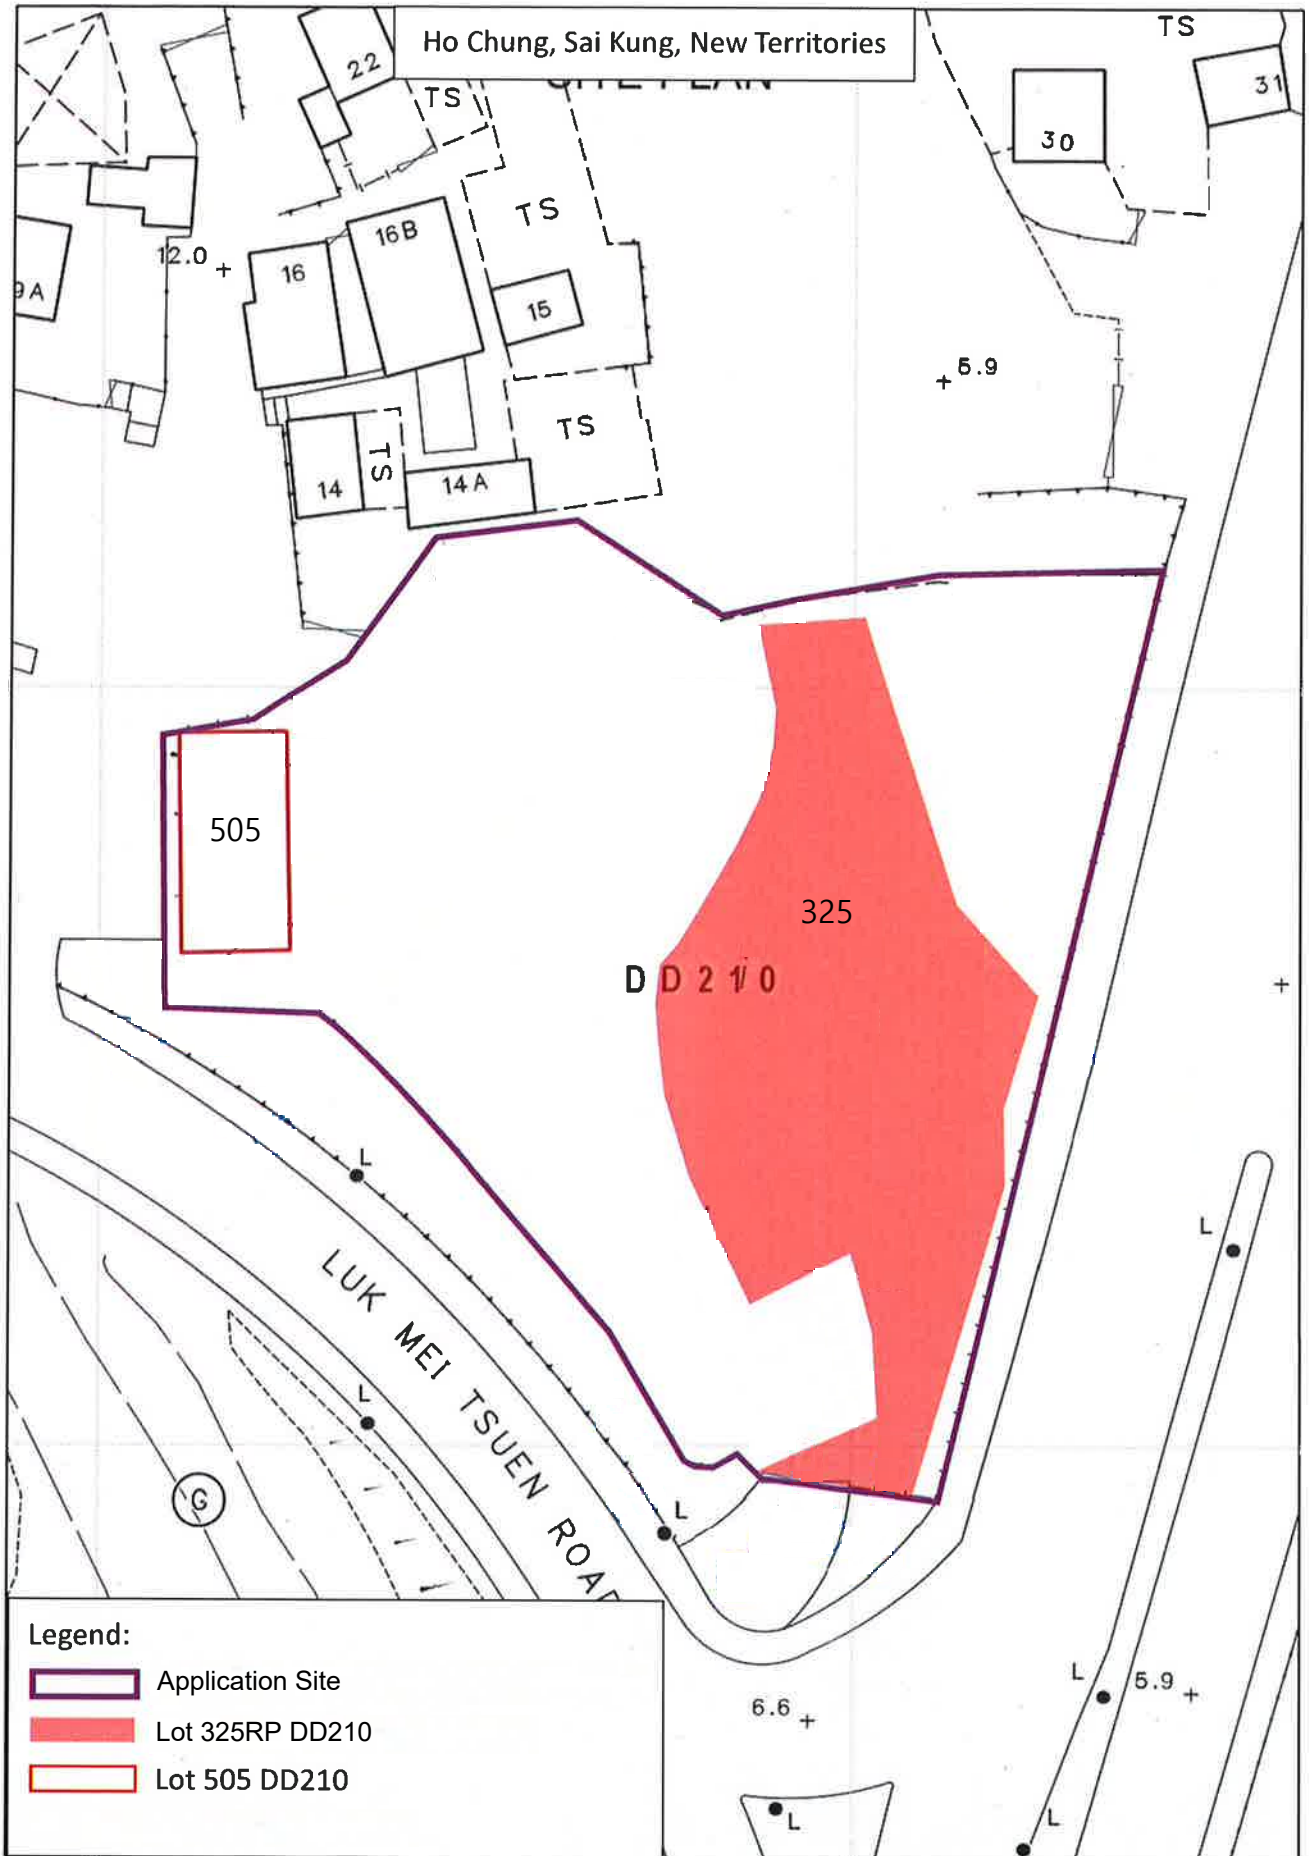 Ho Chung, Sai Kung, New Territories
TS
22
TS
31
30
TS
16B
12.0
16
9A
15
5.9
TS
TS
14
14A
505
325
DD210
L
L
LUK MEI TSUEN ROAD
L
G
L
Legend:
Application Site
Lot 325RP DD210
Lot 505 DD210
L
5.9
6.6
L
L